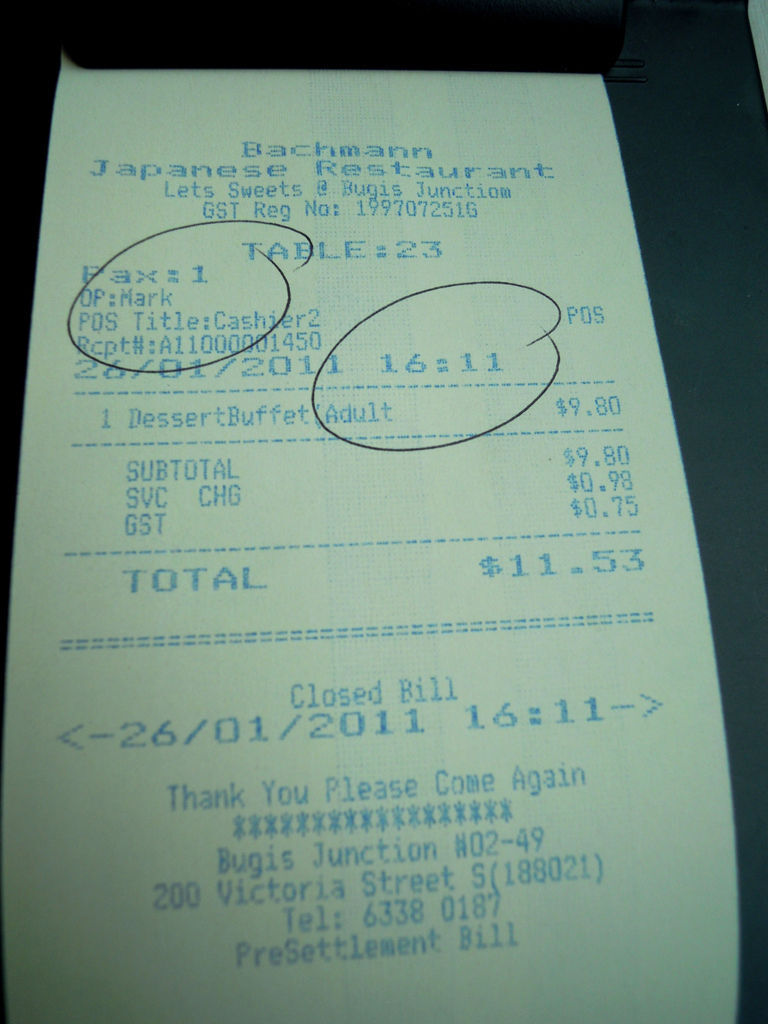 Bachmann
Japanese Restaurant
Lets Sweets @ Bugis Junction
GST Reg No: 199707251G
TABLE:23
Pax:1
OP:Mark
POS Title:Cashier2 POS
Rcpt#:A11000001450
26/01/2011 16:11
1 DessertBuffet(Adult $9.80
SUBTOTAL $9.80
SVC CHG $0.98
GST $0.75
TOTAL $11.53
Closed Bill
<-26/01/2011 16:11->
Thank You Please Come Again
******************
Bugis Junction #02-49
200 Victoria Street S(188021)
Tel: 6338 0187
PreSettlement Bill